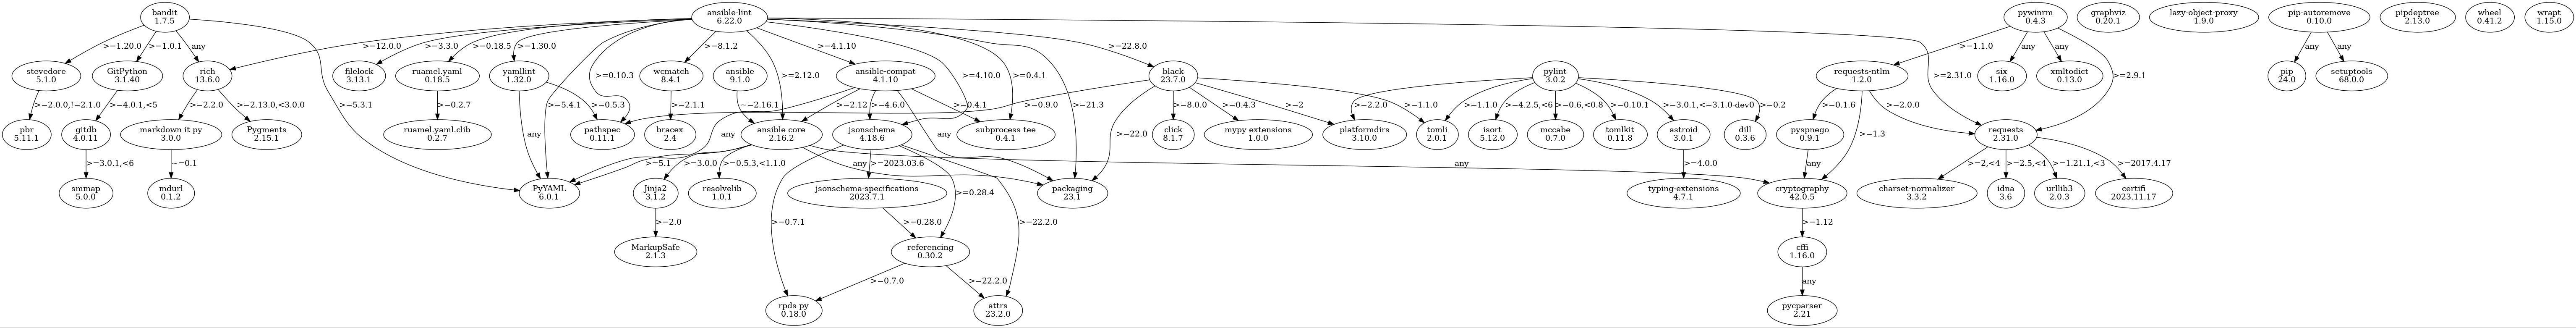 bandit
1.7.5
ansible-lint
6.22.0
pywinrm
0.4.3
graphviz
0.20.1
lazy-object-proxy
1.9.0
pip-autoremove
0.10.0
pipdeptree
2.13.0
wheel
0.41.2
wrapt
1.15.0
>=1.20.0
>=1.0.1
any
>=12.0.0
>=3.3.0
>=0.18.5
>=1.30.0
>=8.1.2
>=4.1.10
>=22.8.0
>=1.1.0
any
any
any
any
stevedore
5.1.0
GitPython
3.1.40
rich
13.6.0
filelock
3.13.1
ruamel.yaml
0.18.5
yamllint
1.32.0
>=0.10.3
wcmatch
8.4.1
ansible
9.1.0
>=2.12.0
ansible-compat
4.1.10
>=4.10.0
>=0.4.1
black
23.7.0
pylint
3.0.2
requests-ntlm
1.2.0
>=2.31.0
six
1.16.0
xmltodict
0.13.0
>=2.9.1
pip
24.0
setuptools
68.0.0
>=2.0.0,!=2.1.0
>=4.0.1,<5
>=2.2.0
>=2.13.0,<3.0.0
>=5.3.1
>=0.2.7
>=5.4.1
>=0.5.3
>=2.1.1
~=2.16.1
>=2.12
>=4.6.0
>=0.4.1
>=0.9.0
>=21.3
>=8.0.0
>=0.4.3
>=2
>=1.1.0
>=2.2.0
>=1.1.0
>=4.2.5,<6
>=0.6,<0.8
>=0.10.1
>=3.0.1,<=3.1.0-dev0
>=0.2
>=0.1.6
>=2.0.0
pbr
5.11.1
gitdb
4.0.11
markdown-it-py
3.0.0
Pygments
2.15.1
ruamel.yaml.clib
0.2.7
any
pathspec
0.11.1
bracex
2.4
any
ansible-core
2.16.2
jsonschema
4.18.6
any
subprocess-tee
0.4.1
>=22.0
click
8.1.7
mypy-extensions
1.0.0
platformdirs
3.10.0
tomli
2.0.1
isort
5.12.0
mccabe
0.7.0
tomlkit
0.11.8
astroid
3.0.1
dill
0.3.6
pyspnego
0.9.1
>=1.3
requests
2.31.0
>=3.0.1,<6
~=0.1
>=5.1
>=3.0.0
>=0.5.3,<1.1.0
any
>=2023.03.6
any
>=4.0.0
any
>=2,<4
>=2.5,<4
>=1.21.1,<3
>=2017.4.17
smmap
5.0.0
mdurl
0.1.2
PyYAML
6.0.1
Jinja2
3.1.2
resolvelib
1.0.1
jsonschema-specifications
2023.7.1
>=0.28.4
packaging
23.1
typing-extensions
4.7.1
cryptography
42.0.5
charset-normalizer
3.3.2
idna
3.6
urllib3
2.0.3
certifi
2023.11.17
>=2.0
>=0.7.1
>=0.28.0
>=22.2.0
>=1.12
MarkupSafe
2.1.3
referencing
0.30.2
cffi
1.16.0
>=0.7.0
>=22.2.0
any
rpds-py
0.18.0
attrs
23.2.0
pycparser
2.21